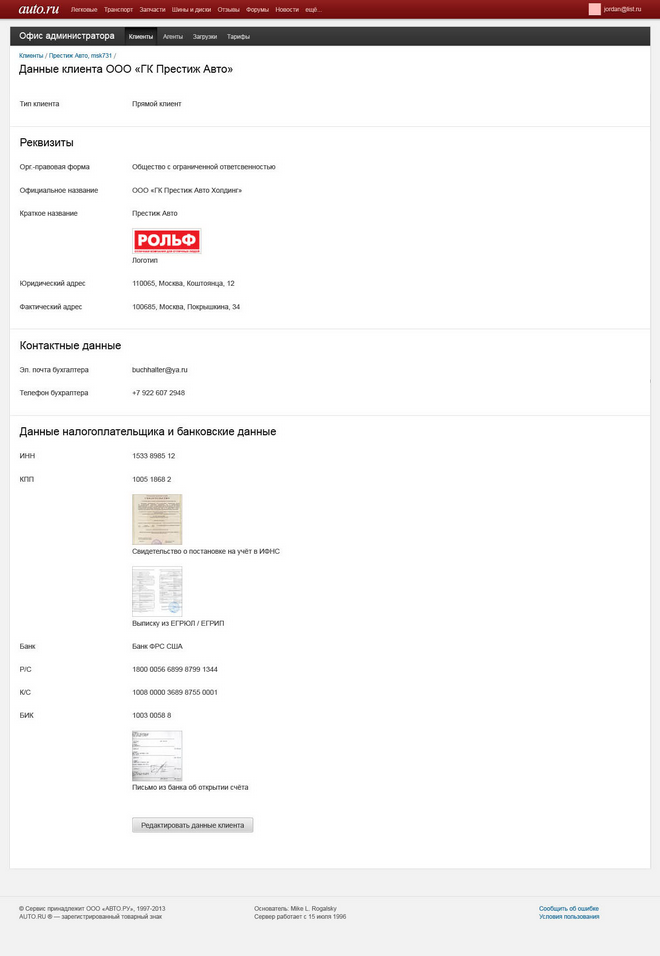 auto.ru Легковые Транспорт Запчасти Шины и диски Отзывы Форумы Новости ещё... jordan@list.ru
Офис администратора Клиенты Агенты Загрузки Тарифы
Клиенты / Престиж Авто, msk731 /
Данные клиента ООО «ГК Престиж Авто»
Тип клиента Прямой клиент
Реквизиты
Орг.-правовая форма Общество с ограниченной ответсвенностью
Официальное название ООО «ГК Престиж Авто Холдинг»
Краткое название Престиж Авто
РОЛЬФ
Логотип
Юридический адрес 110065, Москва, Коштоянца, 12
Фактический адрес 100685, Москва, Покрышкина, 34
Контактные данные
Эл. почта бухгалтера buchhalter@ya.ru
Телефон бухралтера +7 922 607 2948
Данные налогоплательщика и банковские данные
ИНН 1533 8985 12
КПП 1005 1868 2
Свидетельство о постановке на учёт в ИФНС
Выписку из ЕГРЮЛ / ЕГРИП
Банк Банк ФРС США
Р/С 1800 0056 6899 8799 1344
К/С 1008 0000 3689 8755 0001
БИК 1003 0058 8
Письмо из банка об открытии счёта
Редактировать данные клиента
© Сервис принадлежит ООО «АВТО.РУ», 1997-2013 Основатель: Mike L. Rogalsky Сообщить об ошибке
AUTO.RU ® — зарегистрированный товарный знак Сервер работает с 15 июля 1996 Условия пользования